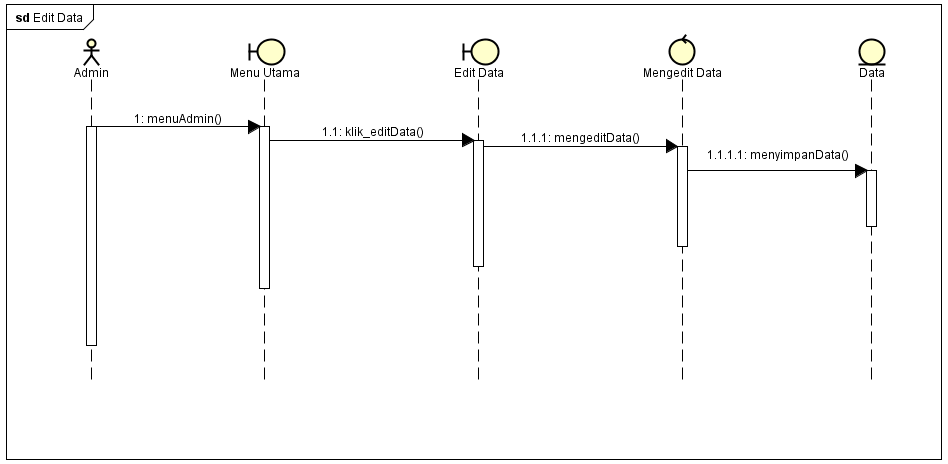 sd Edit Data
Admin
Menu Utama
Edit Data
Mengedit Data
Data
1: menuAdmin()
1.1: klik_editData()
1.1.1: mengeditData()
1.1.1.1: menyimpanData()